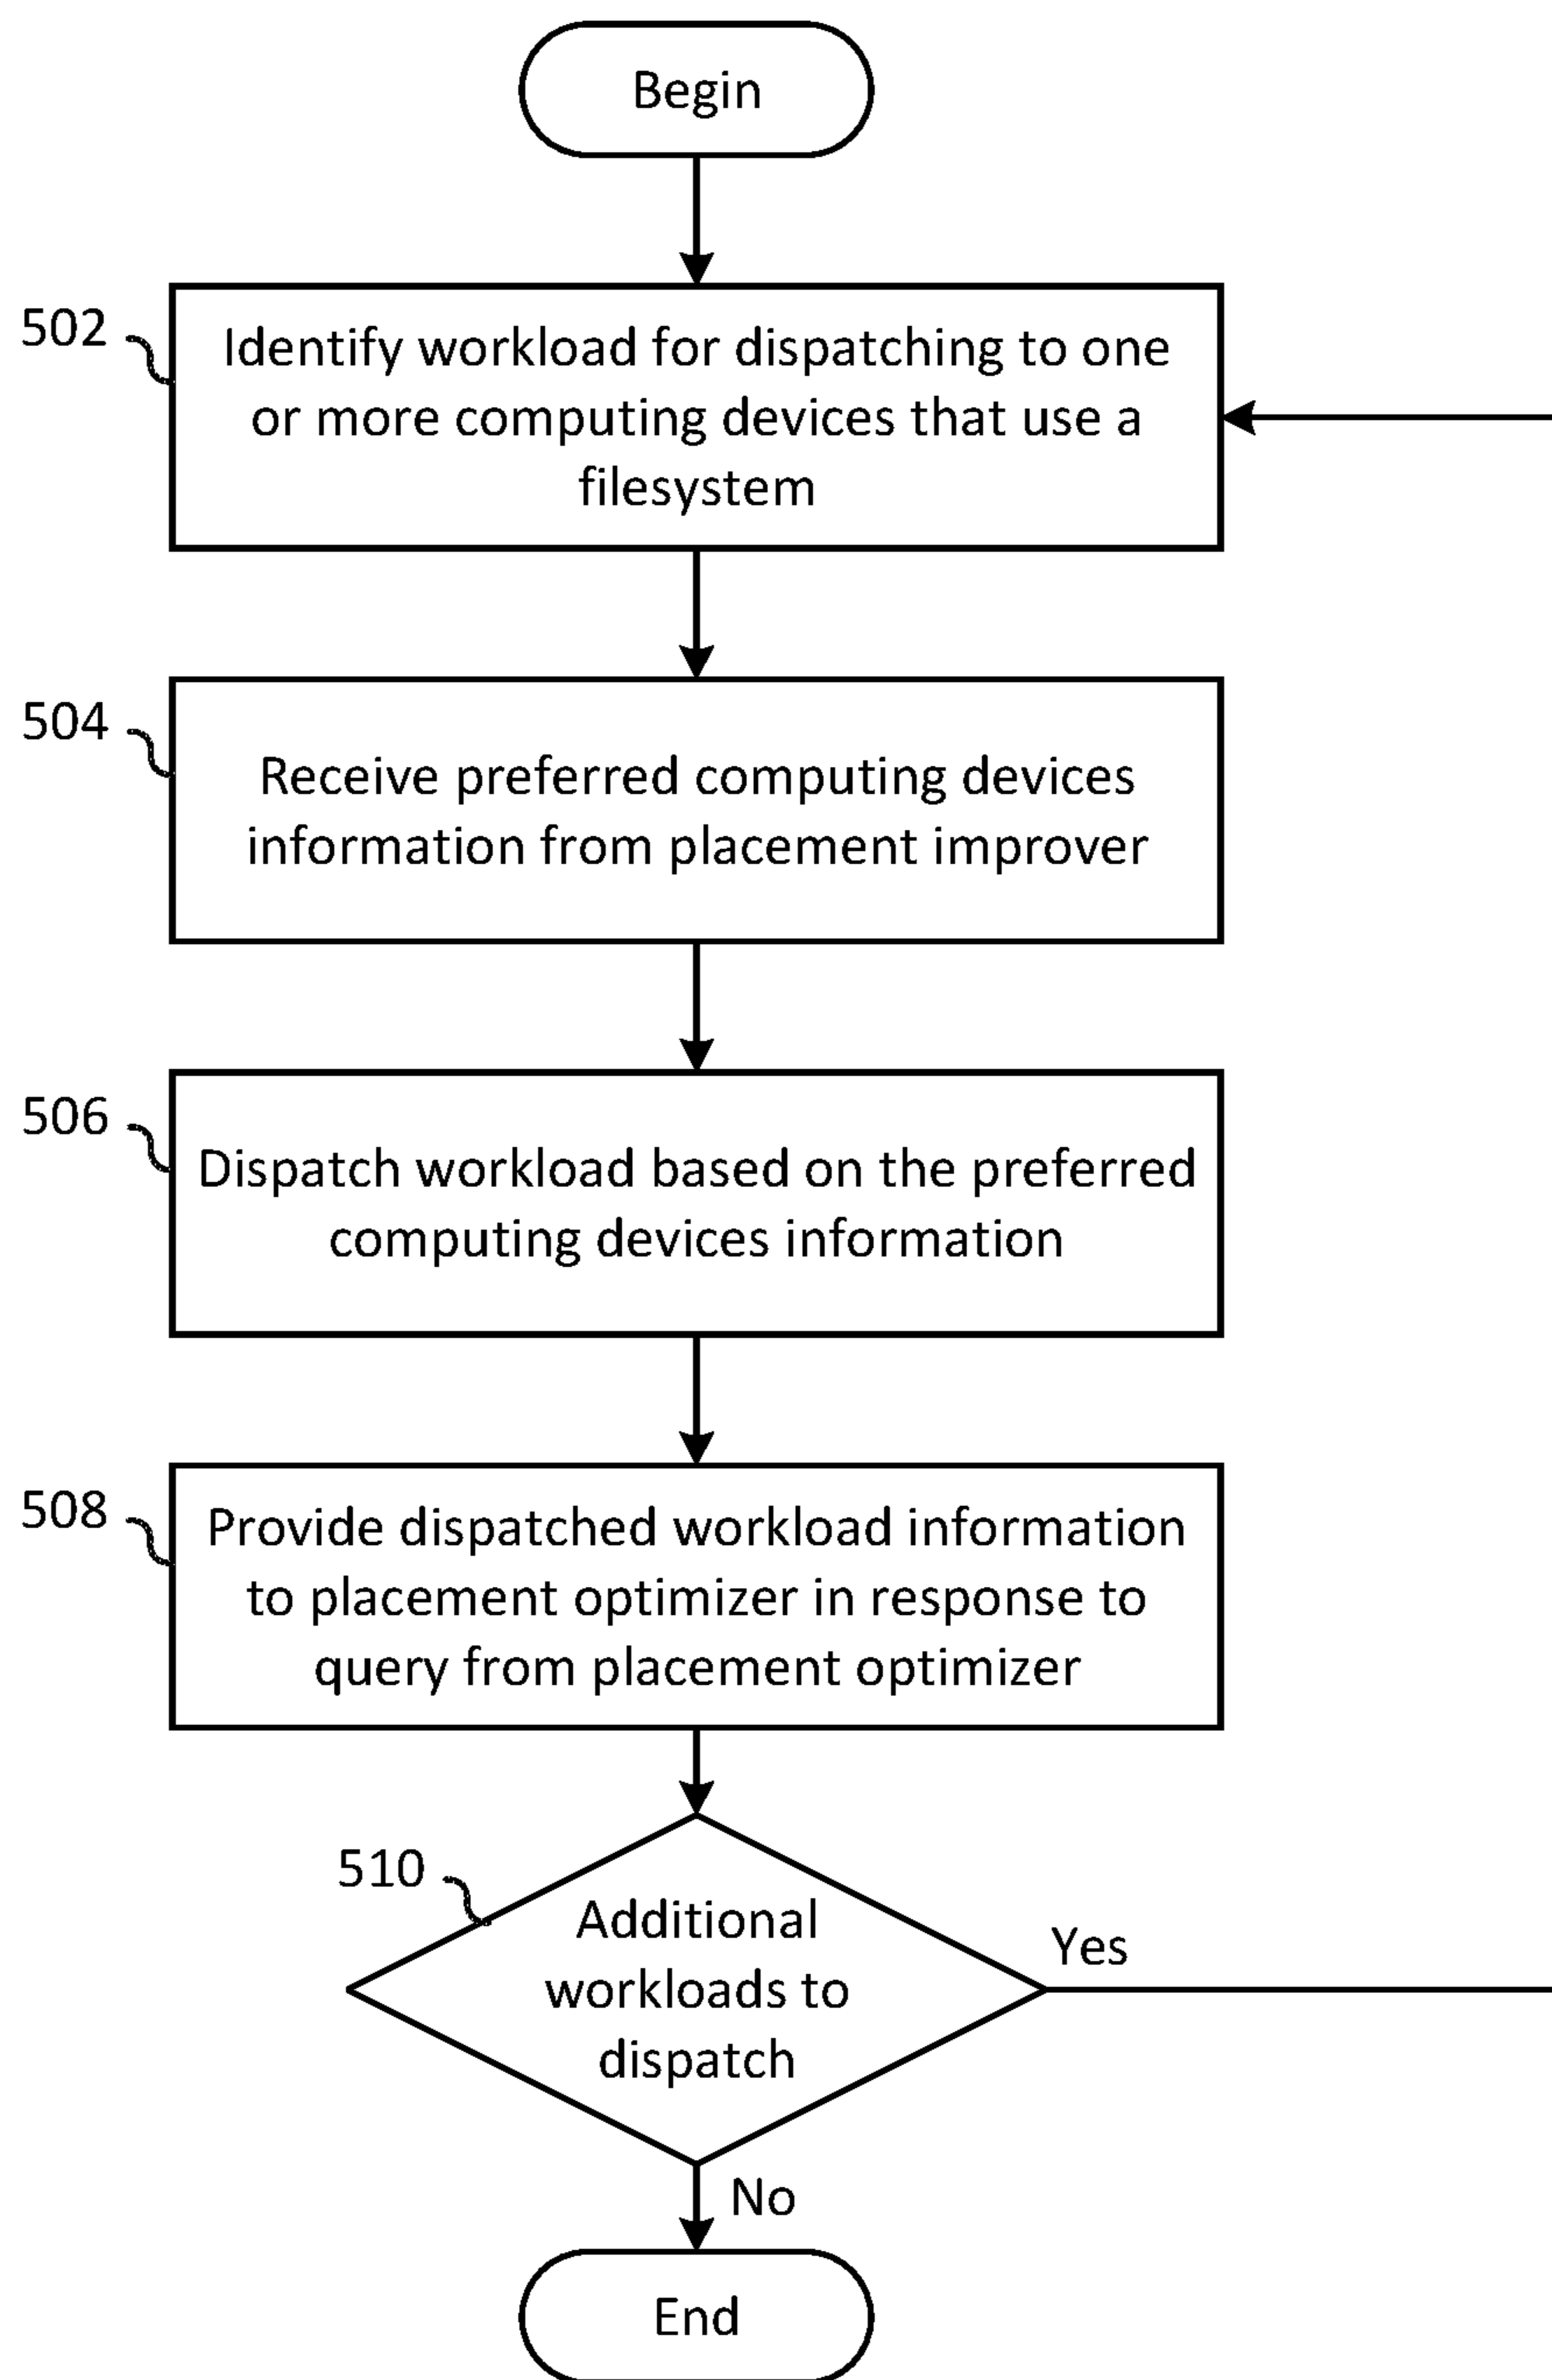 Begin
502
Identify workload for dispatching to one
or more computing devices that use a
filesystem
504
Receive preferred computing devices
information from placement improver
506
Dispatch workload based on the preferred
computing devices information
508
Provide dispatched workload information
to placement optimizer in response to
query from placement optimizer
510
Additional
workloads to
dispatch
Yes
No
End